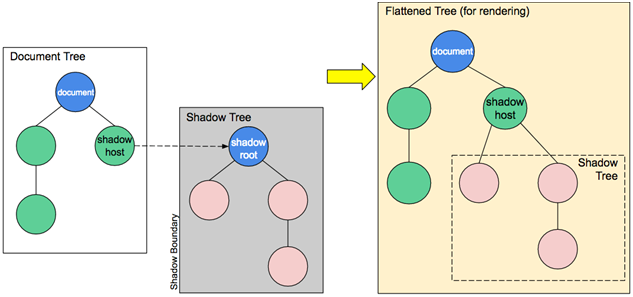 Document Tree
document
shadow
host
Shadow Tree
shadow
root
Shadow Boundary
Flattened Tree (for rendering)
document
shadow
host
Shadow
Tree